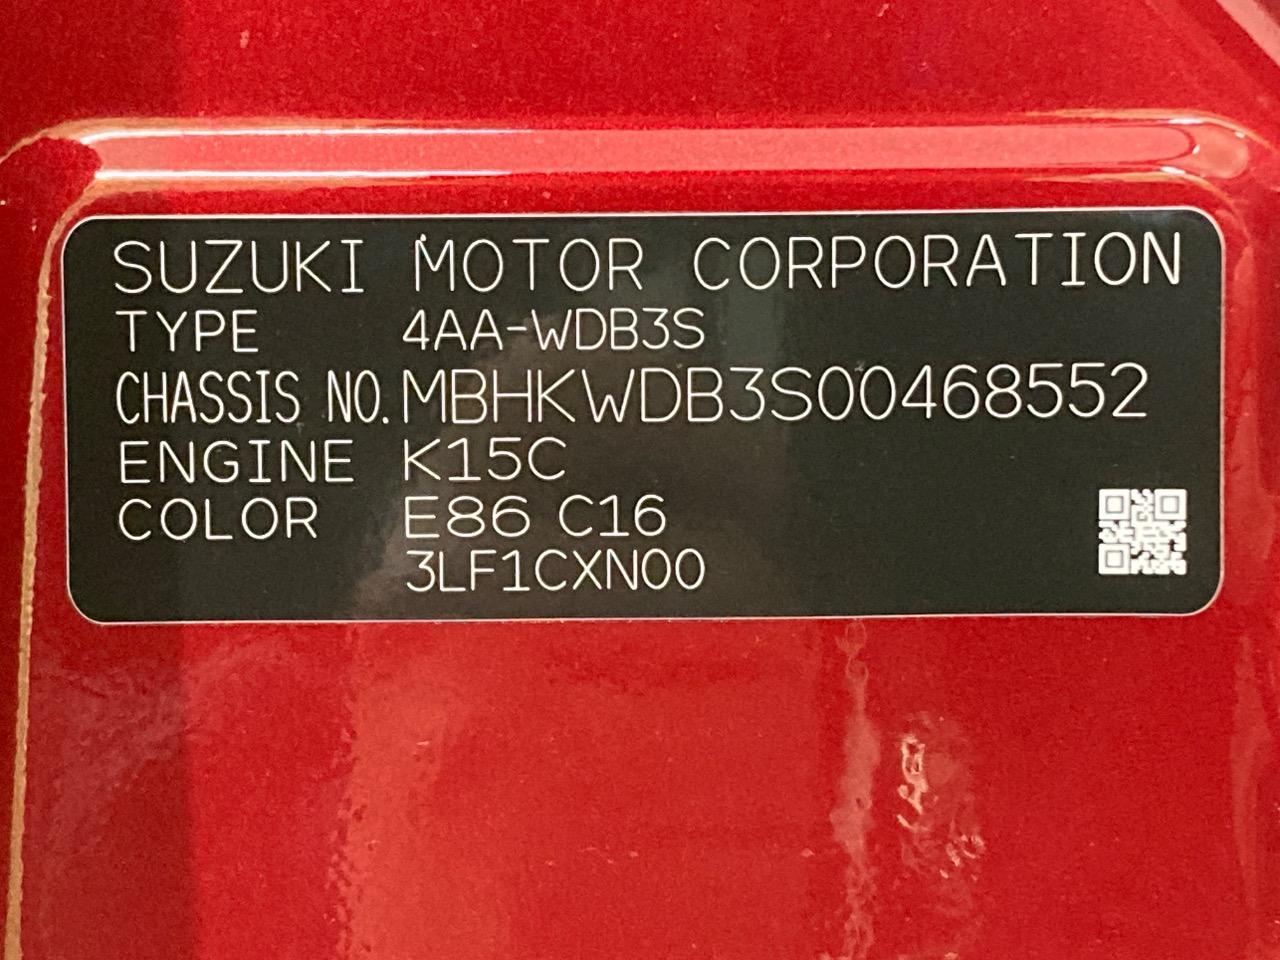 SUZUKI MOTOR CORPORATION
TYPE 4AA-WDB3S
CHASSIS NO. MBHKWDB3S00468552
ENGINE K15C
COLOR E86 C16
3LF1CXN00